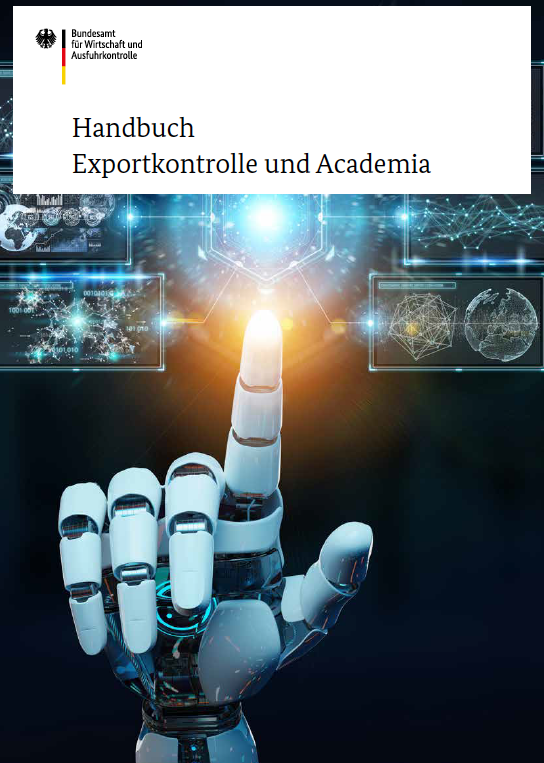 Bundesamt
für Wirtschaft und
Ausfuhrkontrolle
Handbuch
Exportkontrolle und Academia